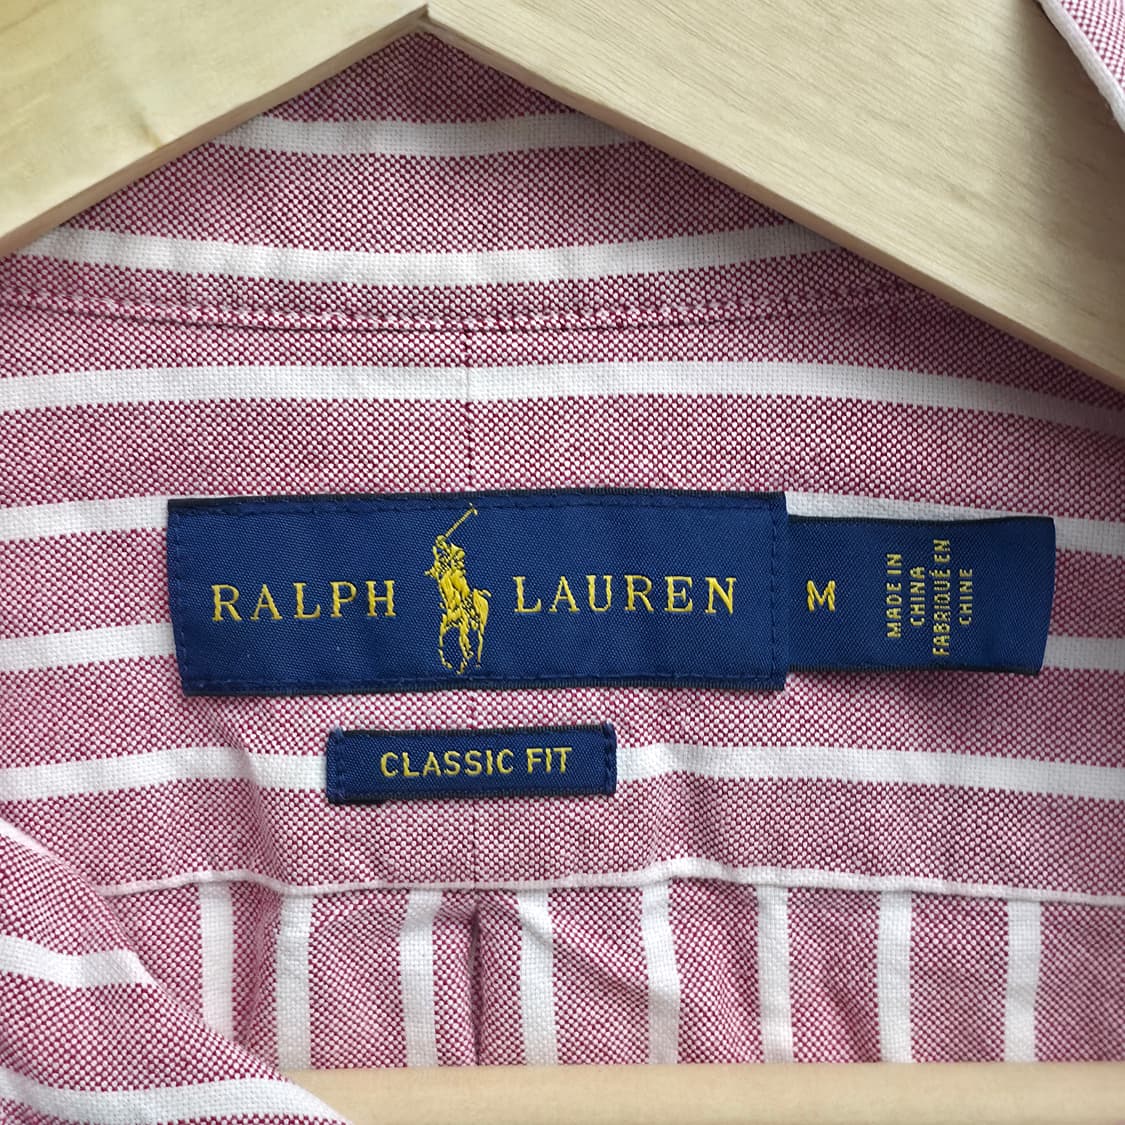 RALPH LAUREN
M
MADE IN
CHINA
FABRIQUÉ EN
CHINE
CLASSIC FIT